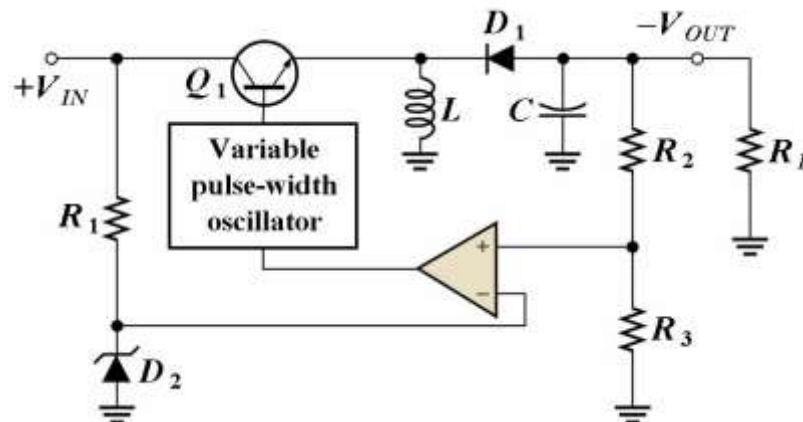 D1
−VOUT
+VIN
Q1
L
C
R2
Variable
pulse-width
oscillator
R1
+
−
R3
D2